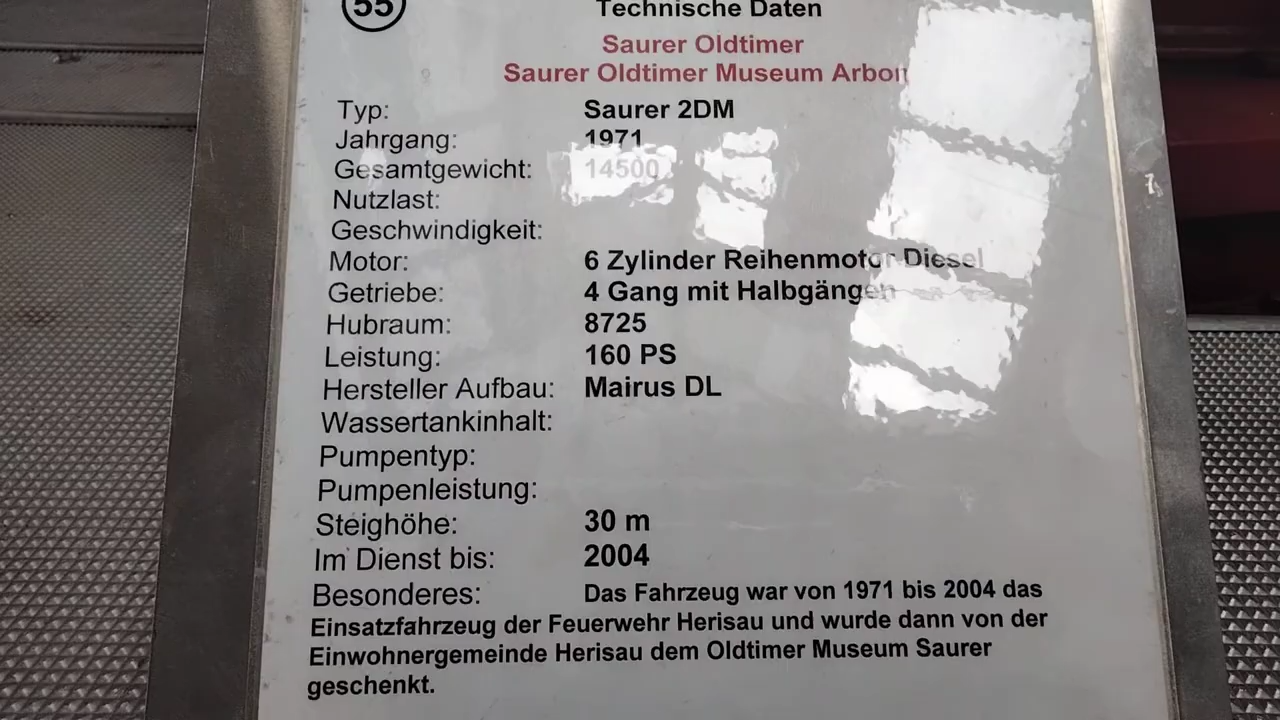 55
Technische Daten
Saurer Oldtimer
Saurer Oldtimer Museum Arbon
Typ: Saurer 2DM
Jahrgang: 1971
Gesamtgewicht: 14500
Nutzlast:
Geschwindigkeit:
Motor: 6 Zylinder Reihenmotor Diesel
Getriebe: 4 Gang mit Halbgängen
Hubraum: 8725
Leistung: 160 PS
Hersteller Aufbau: Mairus DL
Wassertankinhalt:
Pumpentyp:
Pumpenleistung:
Steighöhe: 30 m
Im Dienst bis: 2004
Besonderes: Das Fahrzeug war von 1971 bis 2004 das
Einsatzfahrzeug der Feuerwehr Herisau und wurde dann von der
Einwohnergemeinde Herisau dem Oldtimer Museum Saurer
geschenkt.